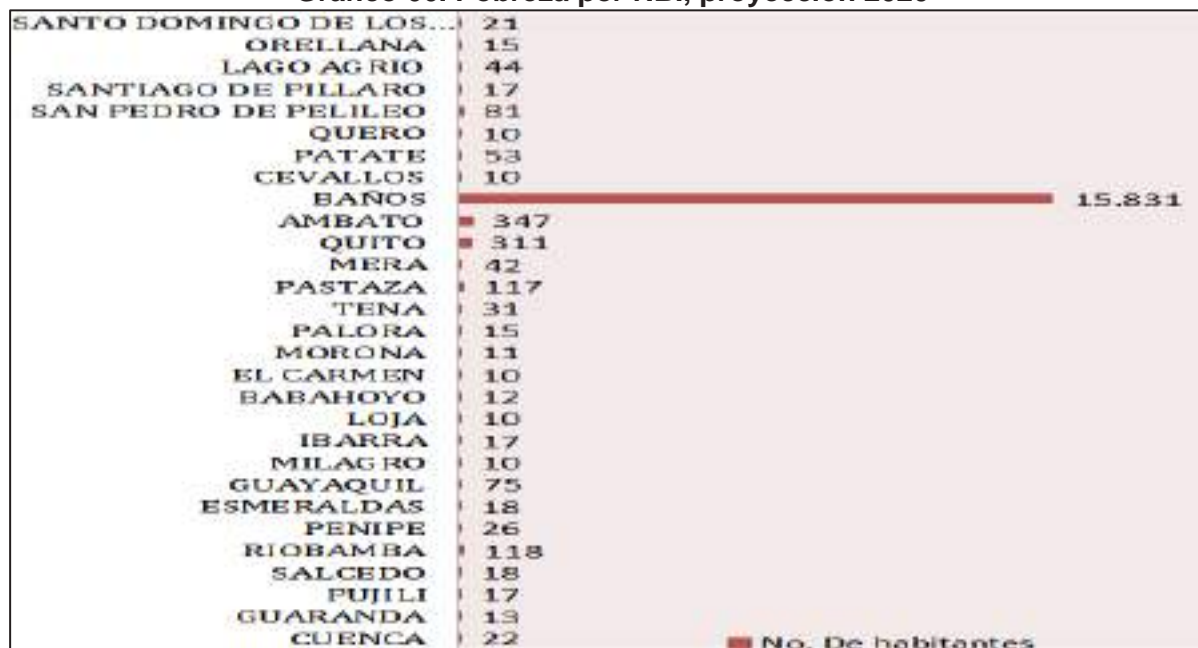 SANTO DOMINGO DE LOS... 21
ORELLANA 15
LAGO AGRIO 44
SANTIAGO DE PILLARO 17
SAN PEDRO DE PELILEO 81
QUERO 10
PATATE 53
CEVALLOS 10
BAÑOS 15.831
AMBATO 347
QUITO 311
MERA 42
PASTAZA 117
TENA 31
PALORA 15
MORONA 11
EL CARMEN 10
BABAHOYO 12
LOJA 10
IBARRA 17
MILAGRO 10
GUAYAQUIL 75
ESMERALDAS 18
PENIPE 26
RIOBAMBA 118
SALCEDO 18
PUJILI 17
GUARANDA 13
CUENCA 22
No. De habitantes